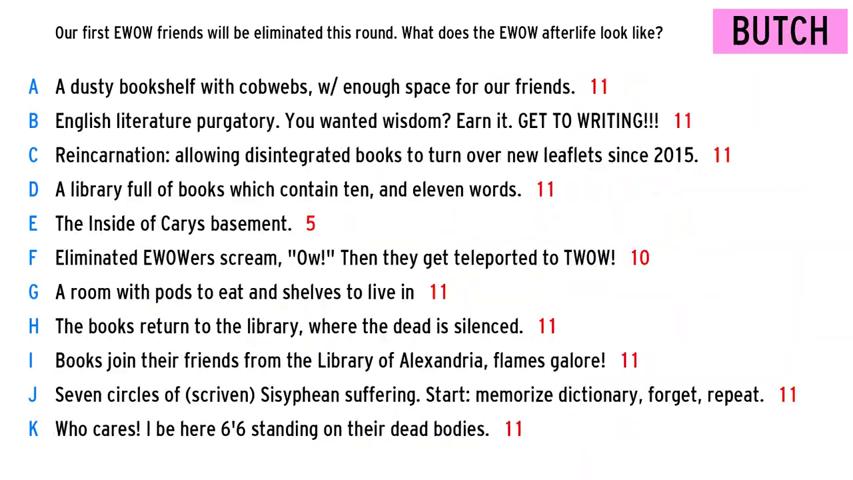 Our first EWOW friends will be eliminated this round. What does the EWOW afterlife look like?
BUTCH
A A dusty bookshelf with cobwebs, w/ enough space for our friends. 11
B English literature purgatory. You wanted wisdom? Earn it. GET TO WRITING!!! 11
C Reincarnation: allowing disintegrated books to turn over new leaflets since 2015. 11
D A library full of books which contain ten, and eleven words. 11
E The Inside of Carys basement. 5
F Eliminated EWOWers scream, "Ow!" Then they get teleported to TWOW! 10
G A room with pods to eat and shelves to live in 11
H The books return to the library, where the dead is silenced. 11
I Books join their friends from the Library of Alexandria, flames galore! 11
J Seven circles of (scriven) Sisyphean suffering. Start: memorize dictionary, forget, repeat. 11
K Who cares! I be here 6'6 standing on their dead bodies. 11